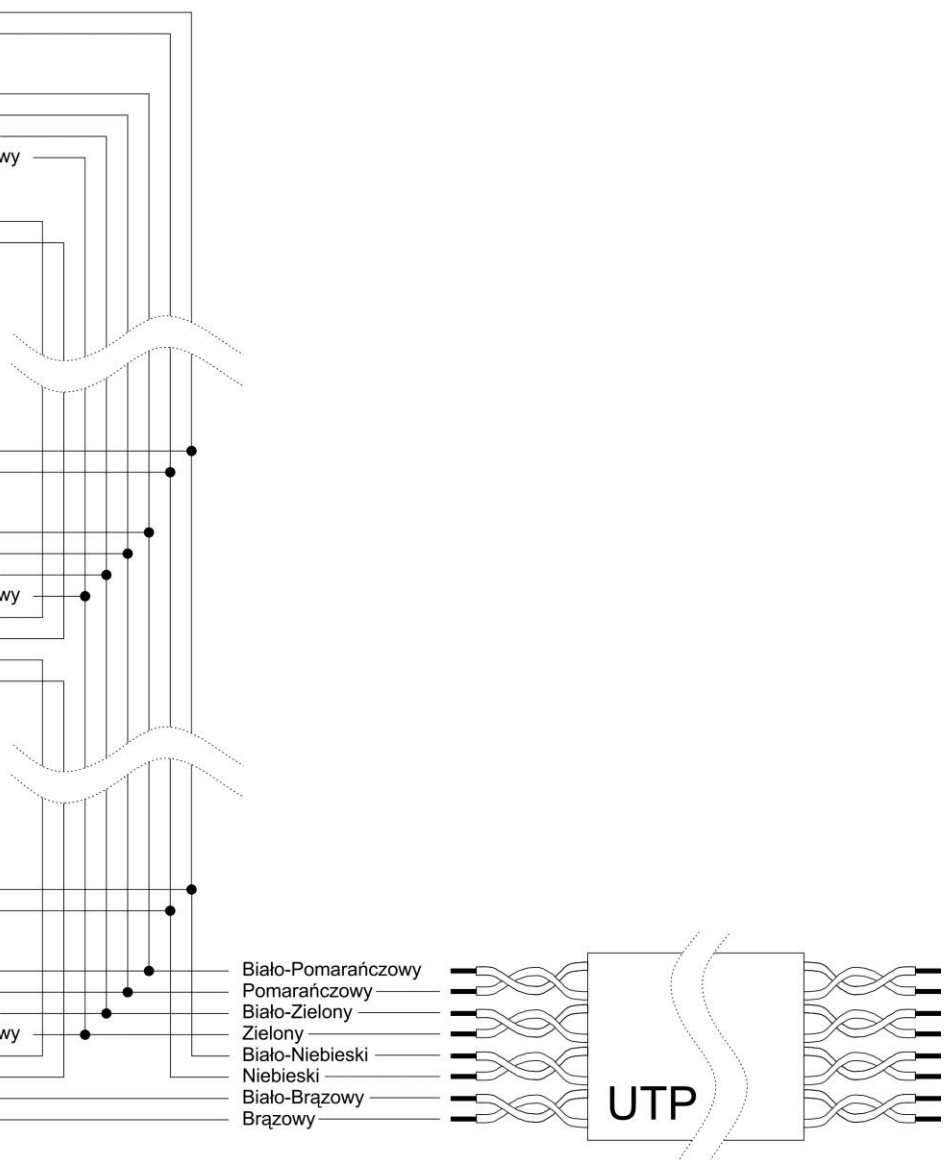 wy
wy
Biało-Pomarańczowy
Pomarańczowy
Biało-Zielony
wy
Zielony
Biało-Niebieski
Niebieski
Biało-Brązowy
Brązowy
UTP